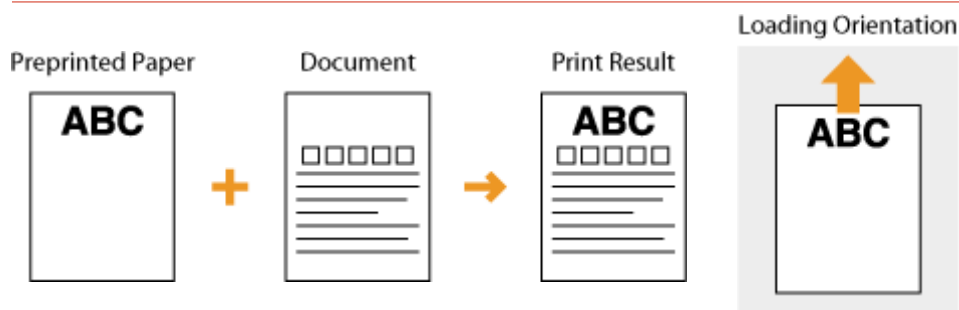 Loading Orientation
Preprinted Paper
Document
Print Result
ABC
ABC
ABC